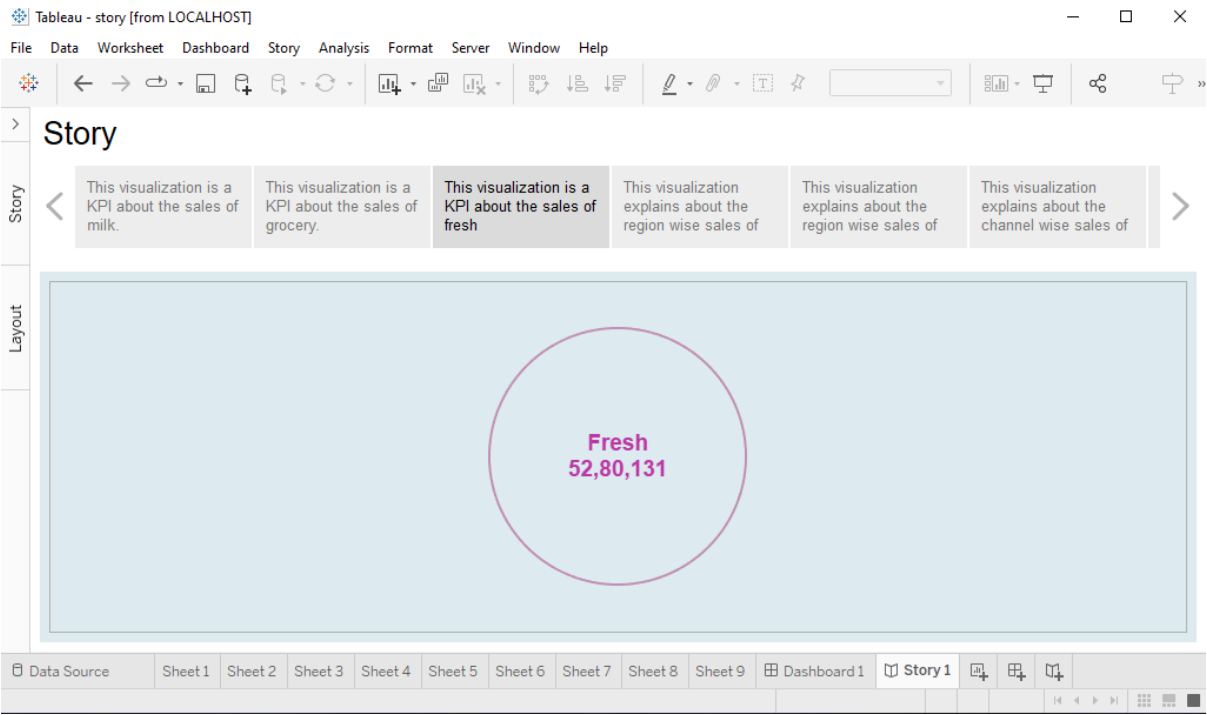 Tableau - story [from LOCALHOST]
File Data Worksheet Dashboard Story Analysis Format Server Window Help
Story
Story
Layout
This visualization is a
KPI about the sales of
milk.
This visualization is a
KPI about the sales of
grocery.
This visualization is a
KPI about the sales of
fresh
This visualization
explains about the
region wise sales of
This visualization
explains about the
region wise sales of
This visualization
explains about the
channel wise sales of
Fresh
52,80,131
Data Source Sheet 1 Sheet 2 Sheet 3 Sheet 4 Sheet 5 Sheet 6 Sheet 7 Sheet 8 Sheet 9 Dashboard 1 Story 1